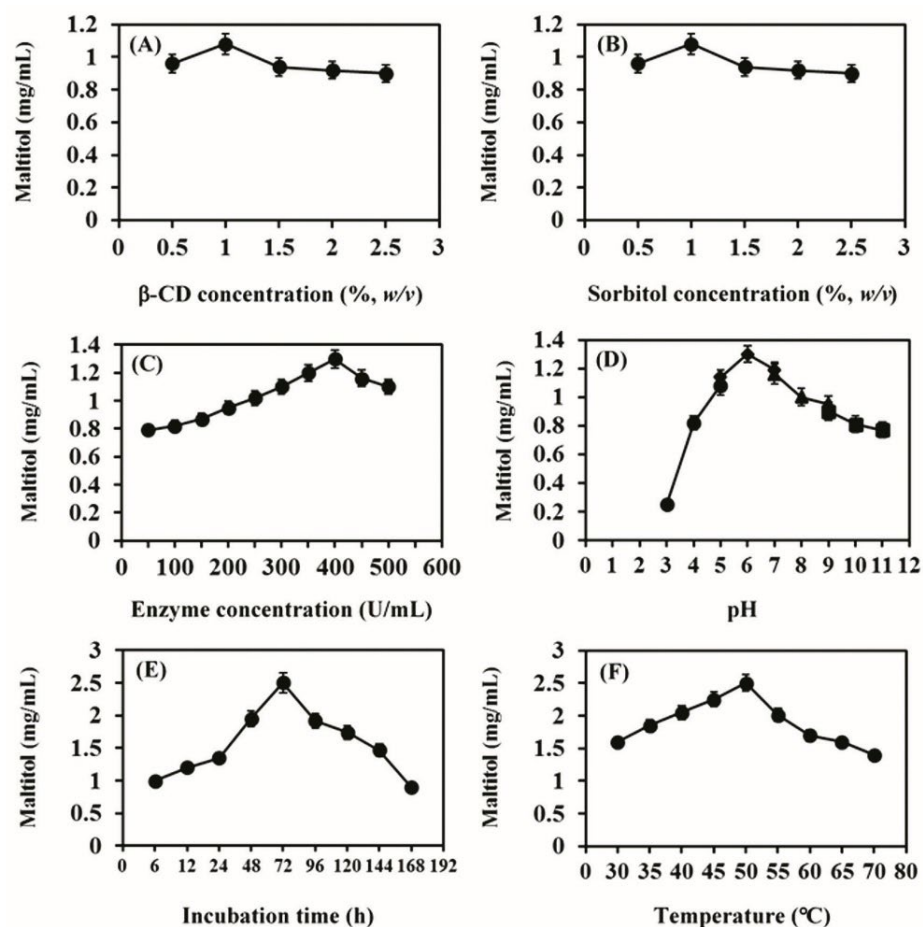 (A)
Maltitol (mg/mL)
1.2
1
0.8
0.6
0.4
0.2
0
0 0.5 1 1.5 2 2.5 3
β-CD concentration (%, w/v)
(B)
Maltitol (mg/mL)
1.2
1
0.8
0.6
0.4
0.2
0
0 0.5 1 1.5 2 2.5 3
Sorbitol concentration (%, w/v)
(C)
Maltitol (mg/mL)
1.4
1.2
1
0.8
0.6
0.4
0.2
0
0 100 200 300 400 500 600
Enzyme concentration (U/mL)
(D)
Maltitol (mg/mL)
1.4
1.2
1
0.8
0.6
0.4
0.2
0
0 1 2 3 4 5 6 7 8 9 10 11 12
pH
(E)
Maltitol (mg/mL)
3
2.5
2
1.5
1
0.5
0
0 6 12 24 48 72 96 120 144 168 192
Incubation time (h)
(F)
Maltitol (mg/mL)
3
2.5
2
1.5
1
0.5
0
0 30 35 40 45 50 55 60 65 70 80
Temperature (℃)